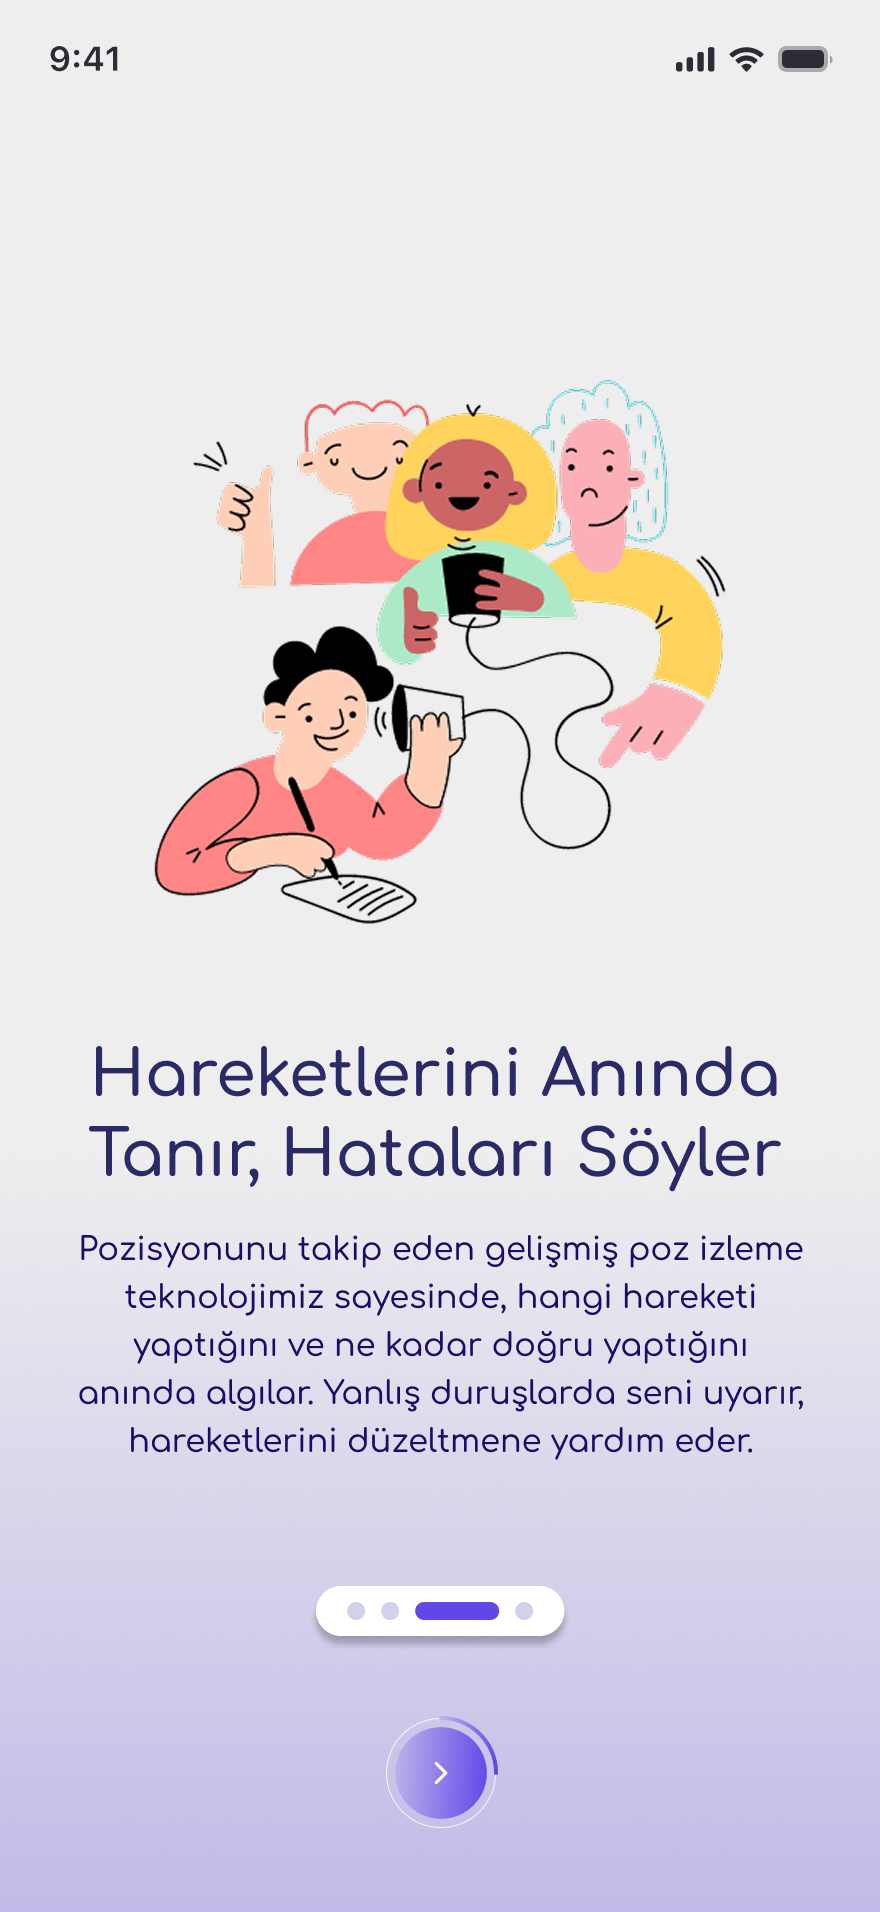 9:41
Hareketlerini Anında
Tanır, Hataları Söyler
Pozisyonunu takip eden gelişmiş poz izleme
teknolojimiz sayesinde, hangi hareketi
yaptığını ve ne kadar doğru yaptığını
anında algılar. Yanlış duruşlarda seni uyarır,
hareketlerini düzeltmene yardım eder.